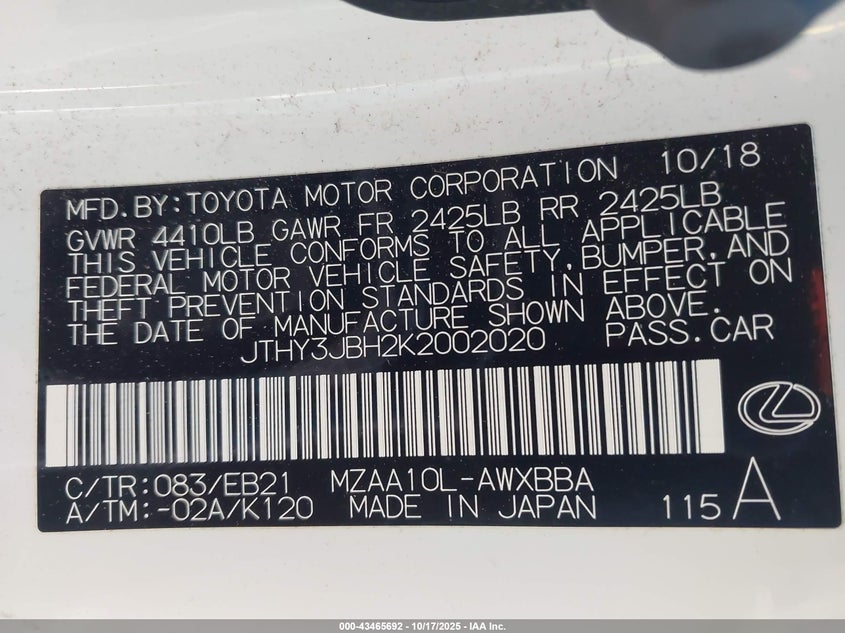 MFD.BY:TOYOTA MOTOR CORPORATION 10/18
GVWR 4410LB GAWR FR 2425LB RR 2425LB
THIS VEHICLE CONFORMS TO ALL APPLICABLE
FEDERAL MOTOR VEHICLE SAFETY,BUMPER,AND
THEFT PREVENTION STANDARDS IN EFFECT ON
THE DATE OF MANUFACTURE SHOWN ABOVE.
JTHY3JBH2K2002020 PASS.CAR
C/TR:083/EB21 MZAA10L-AWXBBA
A/TM:-02A/K120 MADE IN JAPAN 115 A
000-43465692 - 10/17/2025 - IAA Inc.